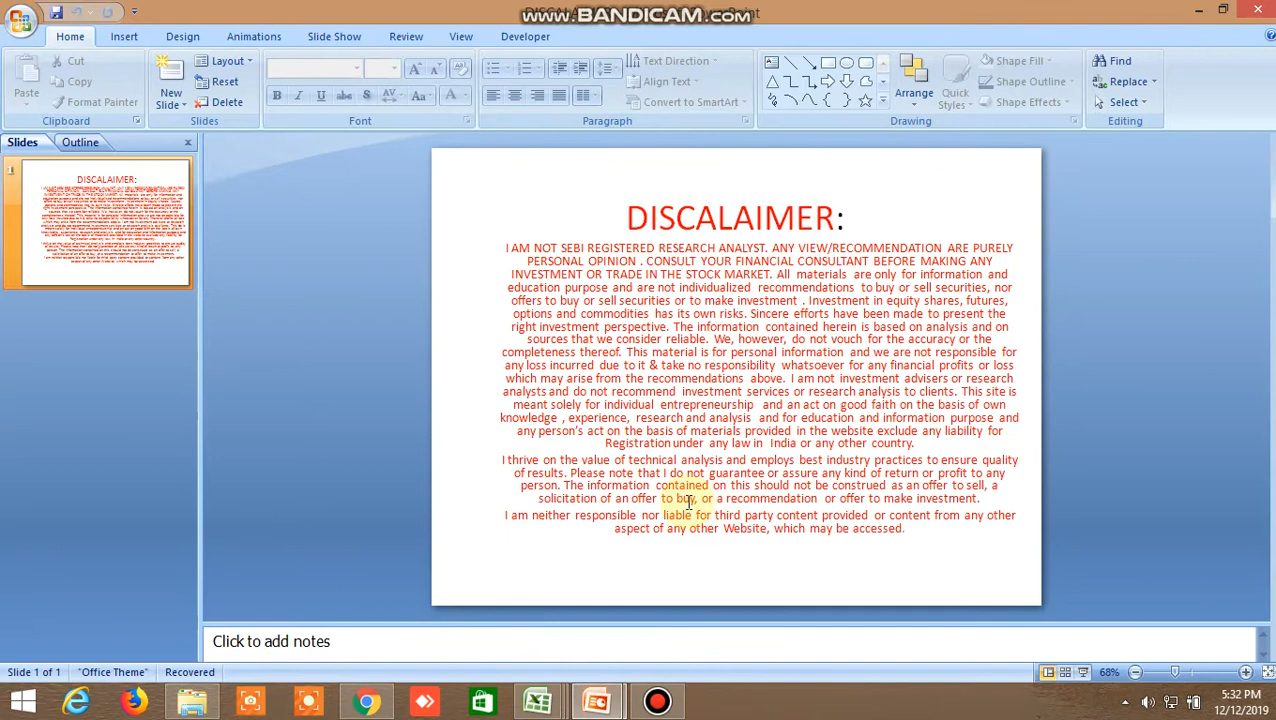 www.BANDICAM.com
Home Insert Design Animations Slide Show Review View Developer
Paste
Cut
Copy
Format Painter
Clipboard
New Slide
Layout
Reset
Delete
Slides
B I U abe S AV Aa A
Font
Text Direction
Align Text
Convert to SmartArt
Paragraph
Arrange
Quick Styles
Shape Fill
Shape Outline
Shape Effects
Drawing
Find
Replace
Select
Editing
Slides Outline
1
DISCALAIMER:
DISCALAIMER:
I AM NOT SEBI REGISTERED RESEARCH ANALYST. ANY VIEW/RECOMMENDATION ARE PURELY
PERSONAL OPINION . CONSULT YOUR FINANCIAL CONSULTANT BEFORE MAKING ANY
INVESTMENT OR TRADE IN THE STOCK MARKET. All materials are only for information and
education purpose and are not individualized recommendations to buy or sell securities, nor
offers to buy or sell securities or to make investment . Investment in equity shares, futures,
options and commodities has its own risks. Sincere efforts have been made to present the
right investment perspective. The information contained herein is based on analysis and on
sources that we consider reliable. We, however, do not vouch for the accuracy or the
completeness thereof. This material is for personal information and we are not responsible for
any loss incurred due to it & take no responsibility whatsoever for any financial profits or loss
which may arise from the recommendations above. I am not investment advisers or research
analysts and do not recommend investment services or research analysis to clients. This site is
meant solely for individual entrepreneurship and an act on good faith on the basis of own
knowledge , experience, research and analysis and for education and information purpose and
any person's act on the basis of materials provided in the website exclude any liability for
Registration under any law in India or any other country.
I thrive on the value of technical analysis and employs best industry practices to ensure quality
of results. Please note that I do not guarantee or assure any kind of return or profit to any
person. The information contained on this should not be construed as an offer to sell, a
solicitation of an offer to buy, or a recommendation or offer to make investment.
I am neither responsible nor liable for third party content provided or content from any other
aspect of any other Website, which may be accessed.
Click to add notes
Slide 1 of 1 "Office Theme" Recovered 68%
5:32 PM
12/12/2019